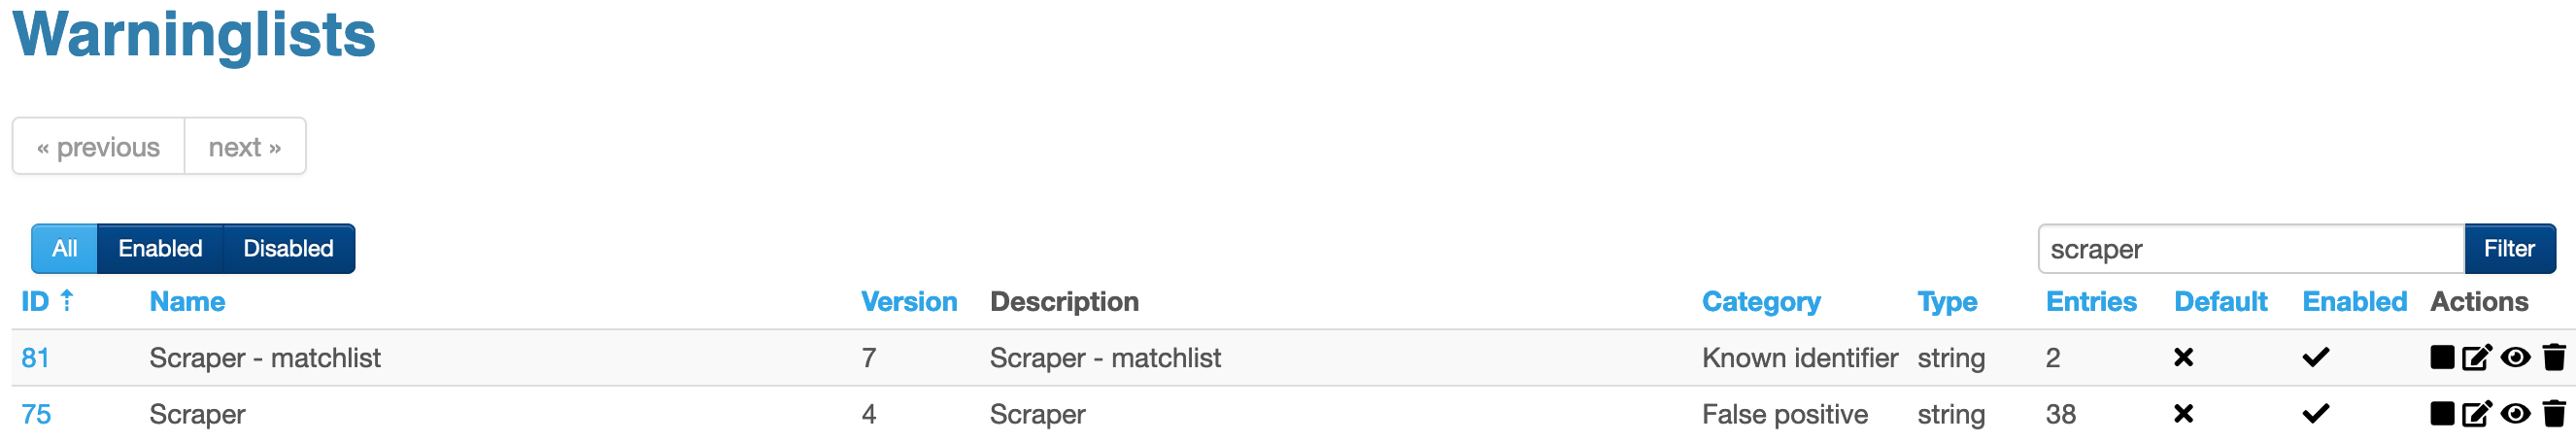 Warninglists
« previous next »
All Enabled Disabled scraper Filter
ID Name Version Description Category Type Entries Default Enabled Actions
81 Scraper - matchlist 7 Scraper - matchlist Known identifier string 2
75 Scraper 4 Scraper False positive string 38